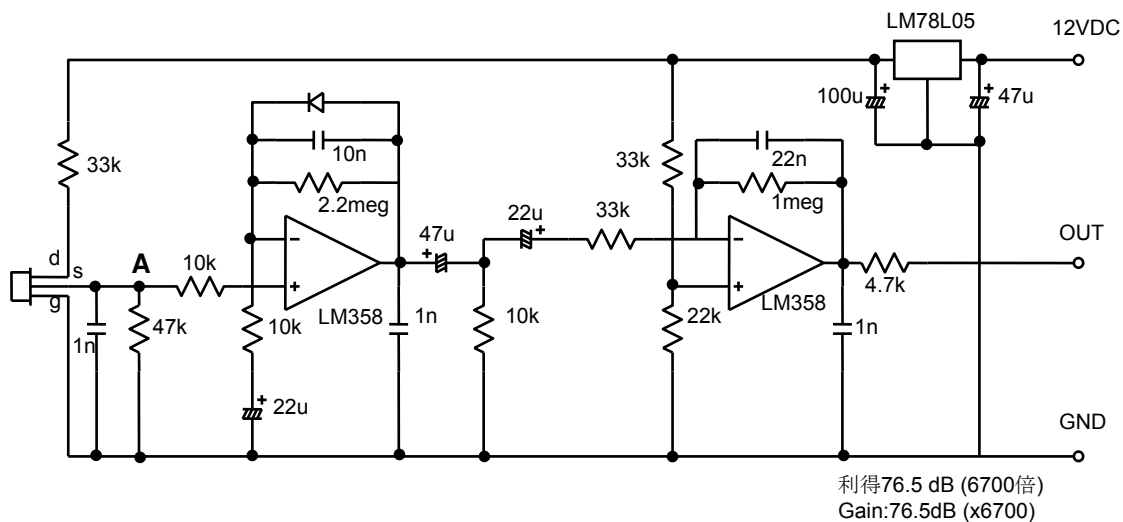 LM78L05
12VDC
100u
47u
33k
10n
2.2meg
33k
22n
1meg
d
s
g
A
10k
47u
22u
33k
OUT
LM358
LM358
4.7k
1n
47k
10k
1n
10k
22k
1n
22u
GND
利得76.5 dB (6700倍)
Gain:76.5dB (x6700)